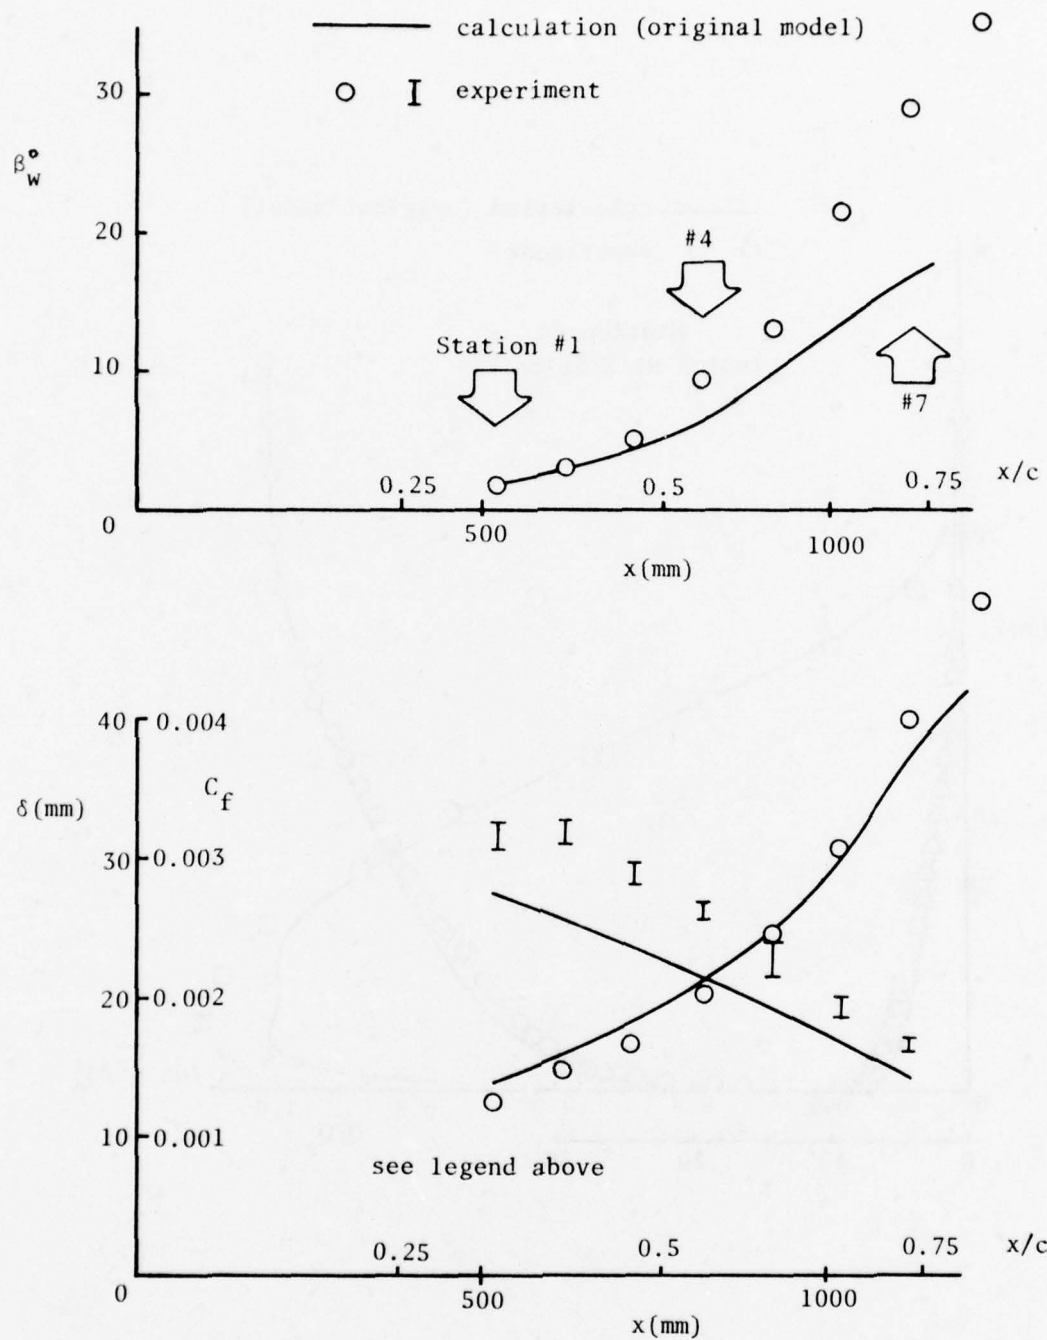 calculation (original model)
experiment
30
β_w°
20
#4
Station #1
10
#7
0.25
0.5
0.75
x/c
0
500
1000
x(mm)
40
0.004
C_f
δ(mm)
30
0.003
20
0.002
10
0.001
see legend above
0.25
0.5
0.75
x/c
0
500
1000
x(mm)